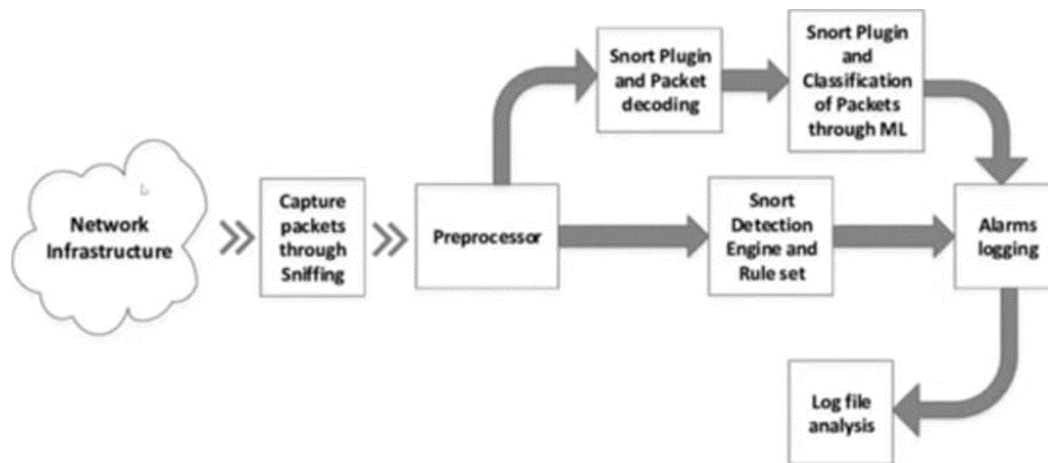 Network
Infrastructure
Capture
packets
through
Sniffing
Preprocessor
Snort Plugin
and Packet
decoding
Snort Plugin
and
Classification
of Packets
through ML
Snort
Detection
Engine and
Rule set
Alarms
logging
Log file
analysis